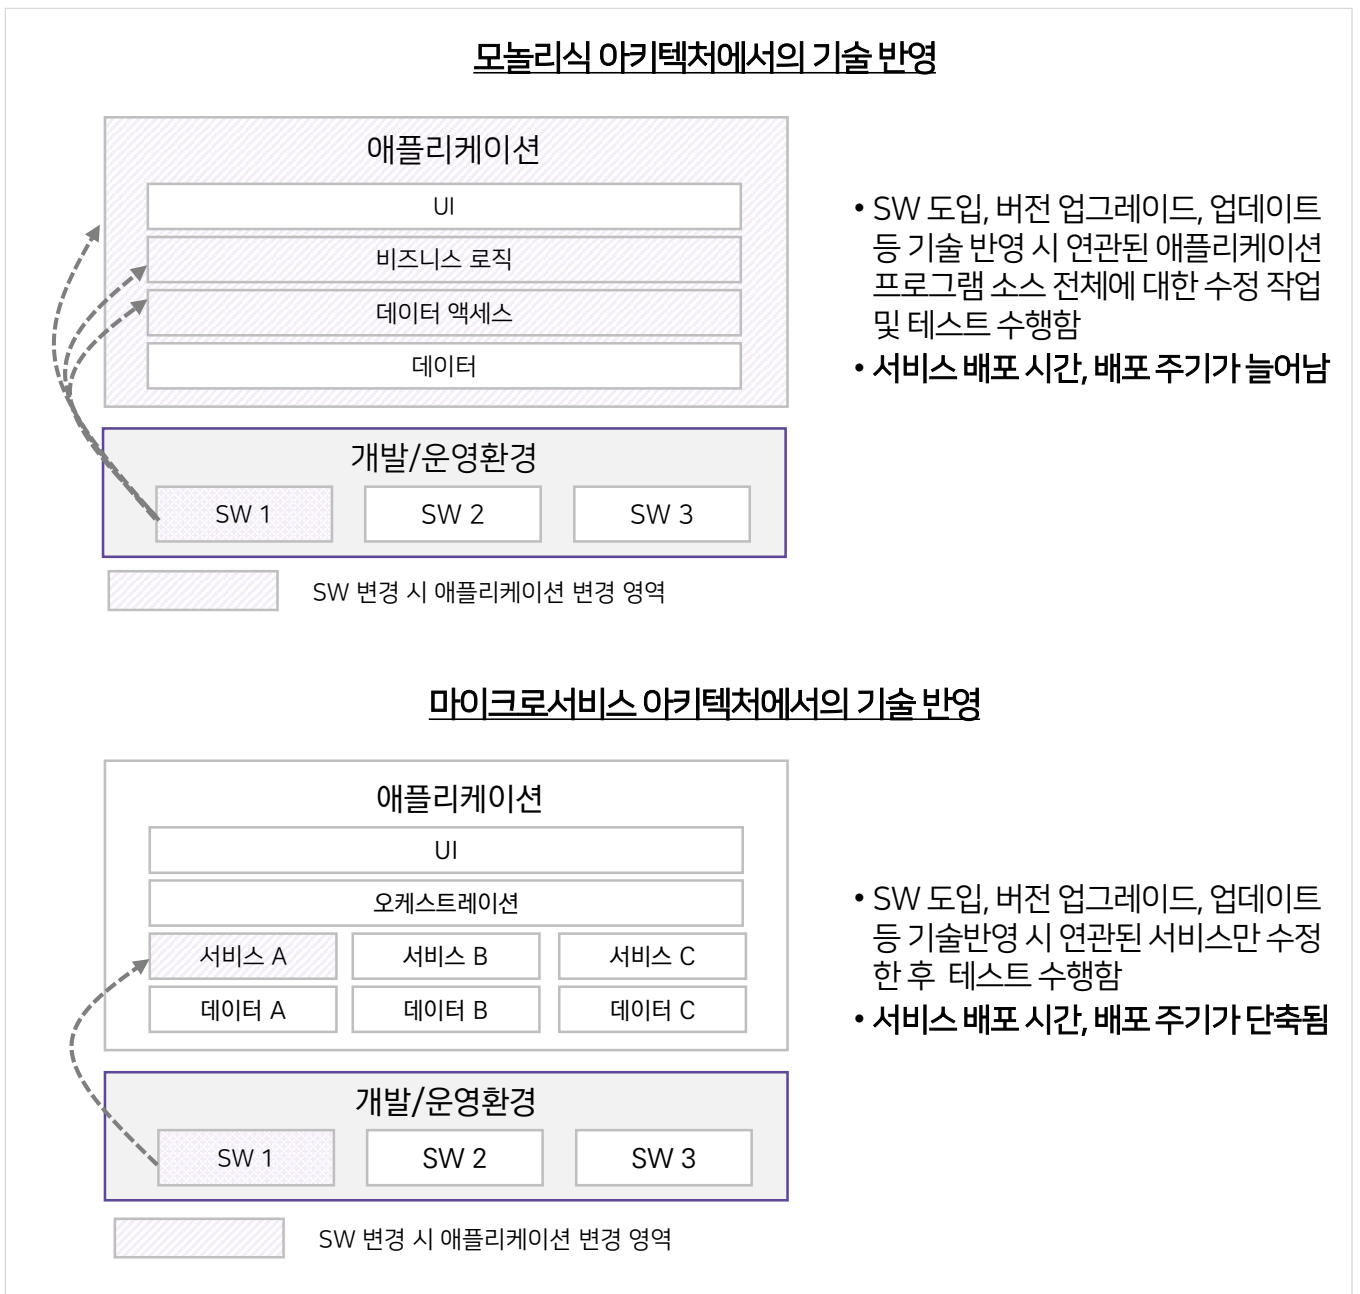 모놀리식 아키텍처에서의 기술 반영
애플리케이션
UI
비즈니스 로직
데이터 액세스
데이터
개발/운영환경
SW 1
SW 2
SW 3
SW 변경 시 애플리케이션 변경 영역
• SW 도입, 버전 업그레이드, 업데이트
등 기술 반영 시 연관된 애플리케이션
프로그램 소스 전체에 대한 수정 작업
및 테스트 수행함
• 서비스 배포 시간, 배포 주기가 늘어남
마이크로서비스 아키텍처에서의 기술 반영
애플리케이션
UI
오케스트레이션
서비스 A
서비스 B
서비스 C
데이터 A
데이터 B
데이터 C
개발/운영환경
SW 1
SW 2
SW 3
SW 변경 시 애플리케이션 변경 영역
• SW 도입, 버전 업그레이드, 업데이트
등 기술반영 시 연관된 서비스만 수정
한 후 테스트 수행함
• 서비스 배포 시간, 배포 주기가 단축됨